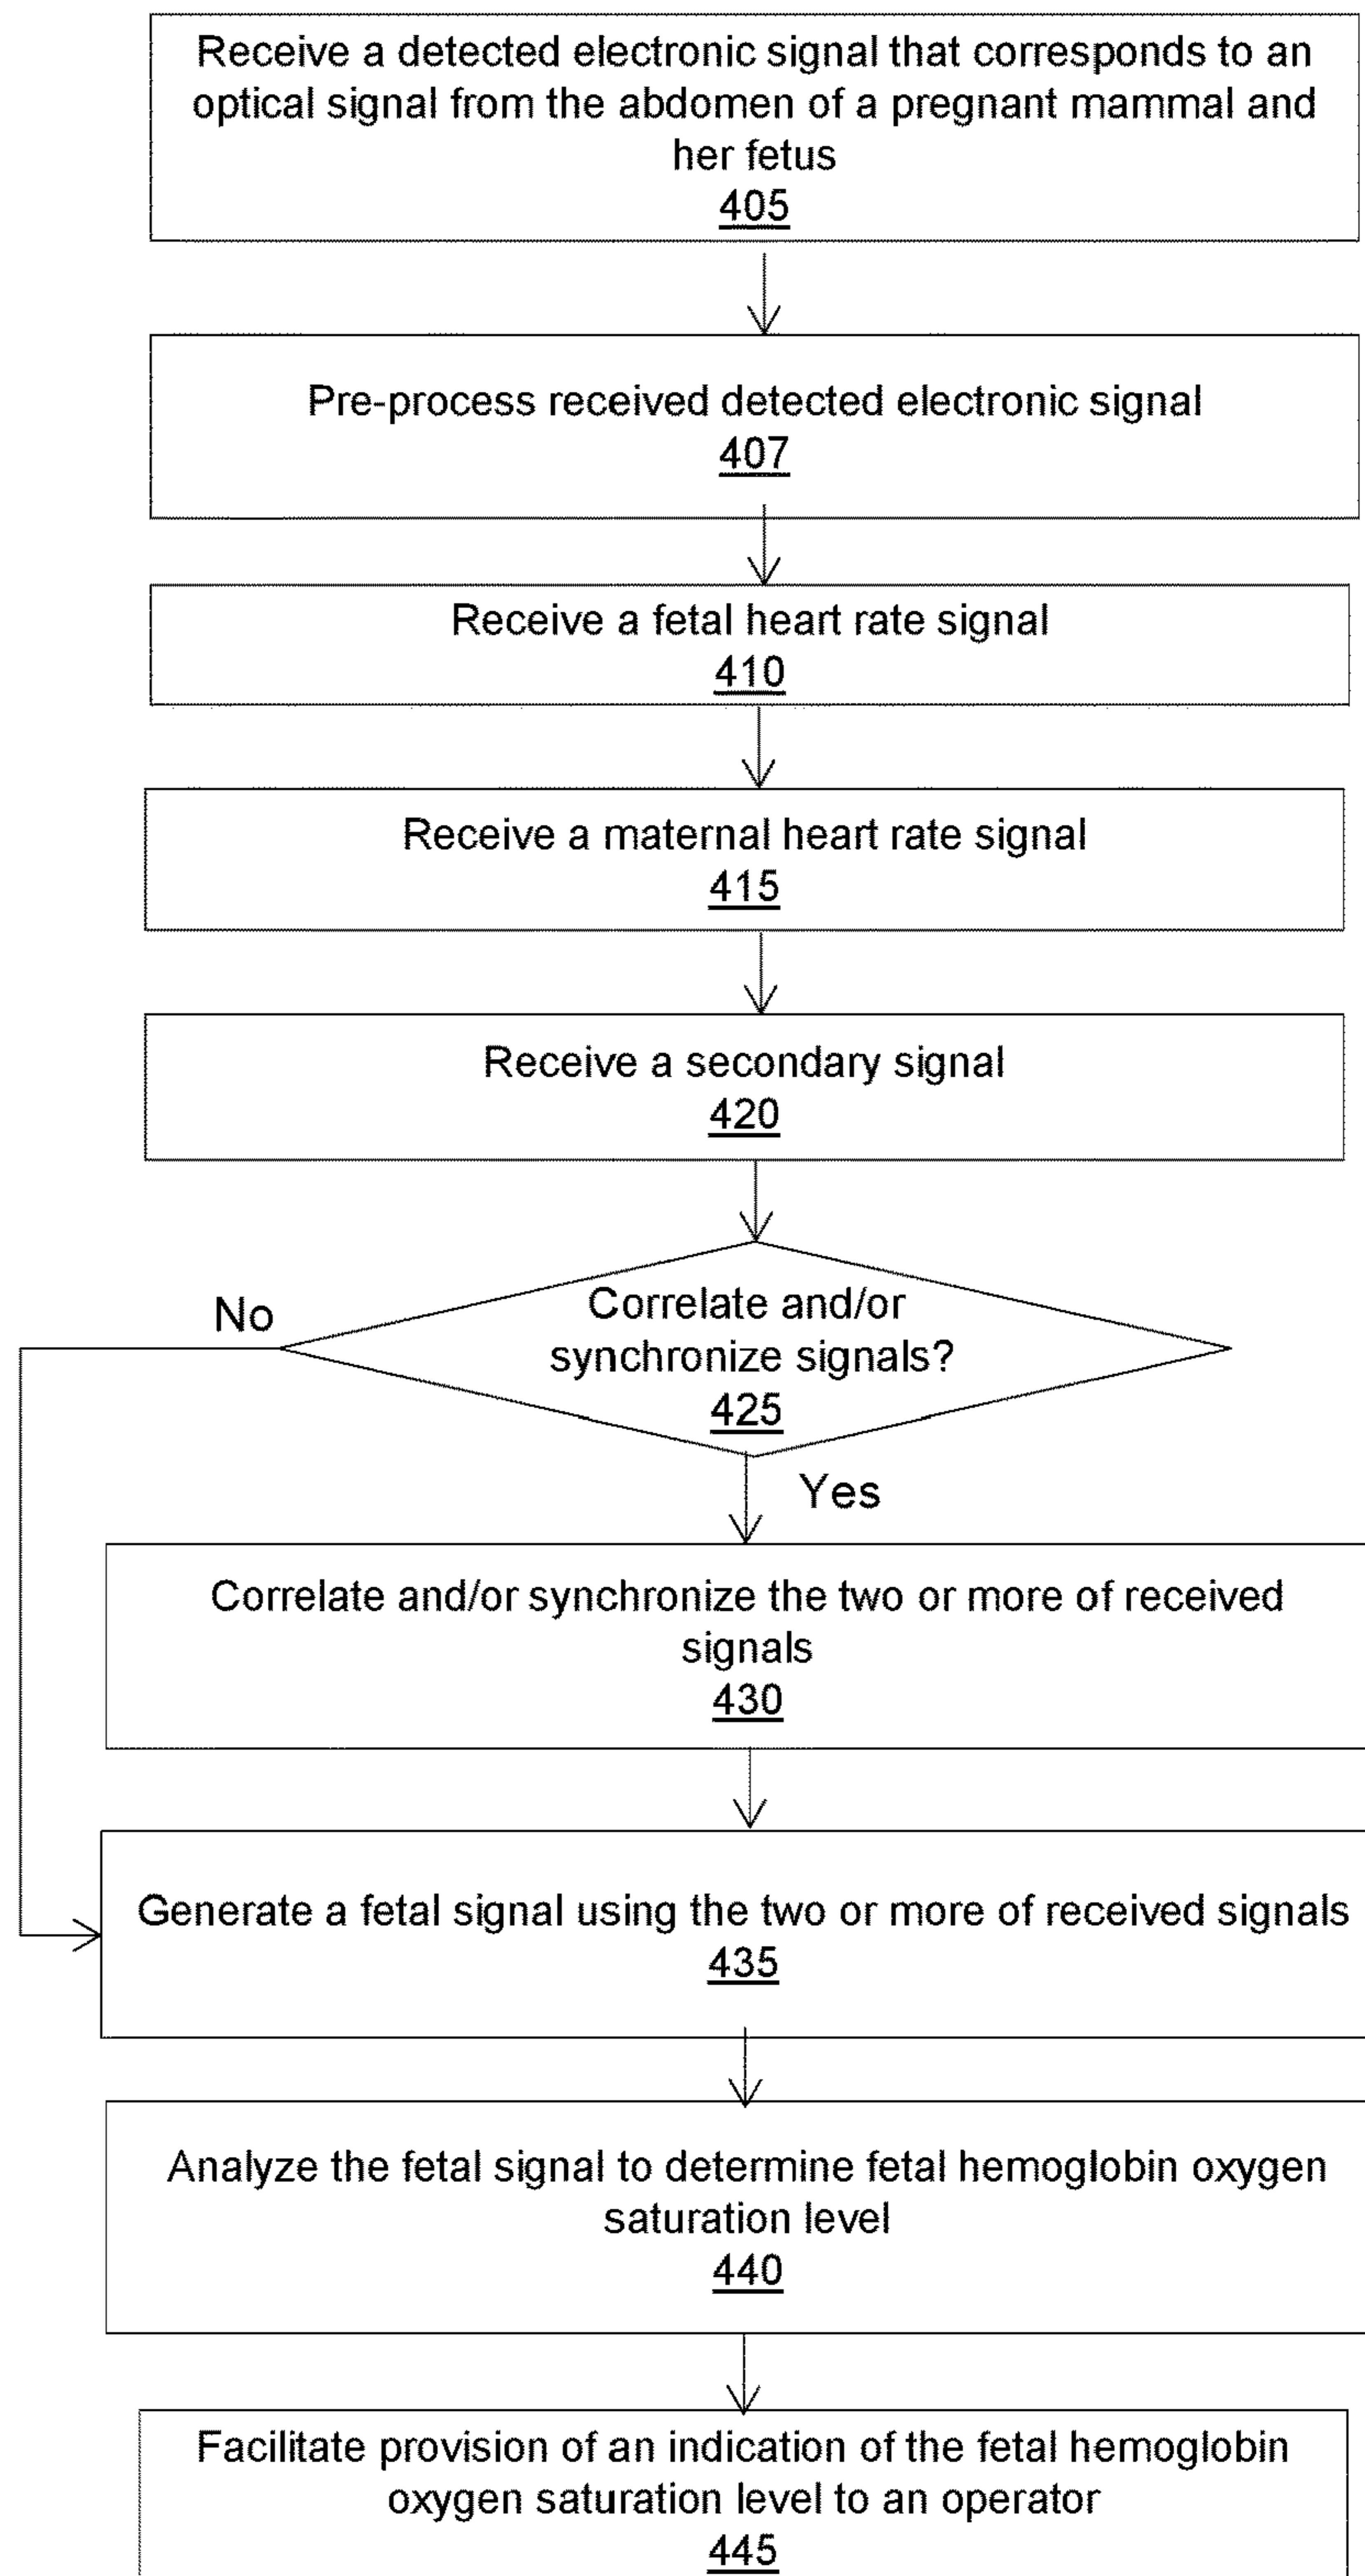 Receive a detected electronic signal that corresponds to an
optical signal from the abdomen of a pregnant mammal and
her fetus
405
Pre-process received detected electronic signal
407
Receive a fetal heart rate signal
410
Receive a maternal heart rate signal
415
Receive a secondary signal
420
No
Correlate and/or
synchronize signals?
425
Yes
Correlate and/or synchronize the two or more of received
signals
430
Generate a fetal signal using the two or more of received signals
435
Analyze the fetal signal to determine fetal hemoglobin oxygen
saturation level
440
Facilitate provision of an indication of the fetal hemoglobin
oxygen saturation level to an operator
445